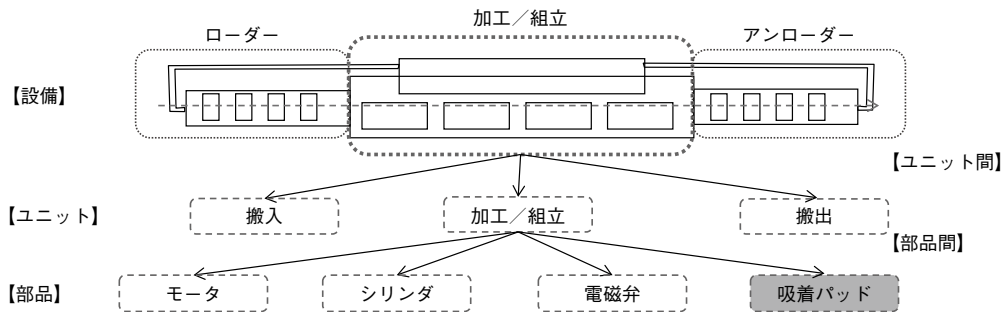 加工／組立
ローダー
アンローダー
【設備】
【ユニット間】
【ユニット】
搬入
加工／組立
搬出
【部品間】
【部品】
モータ
シリンダ
電磁弁
吸着パッド